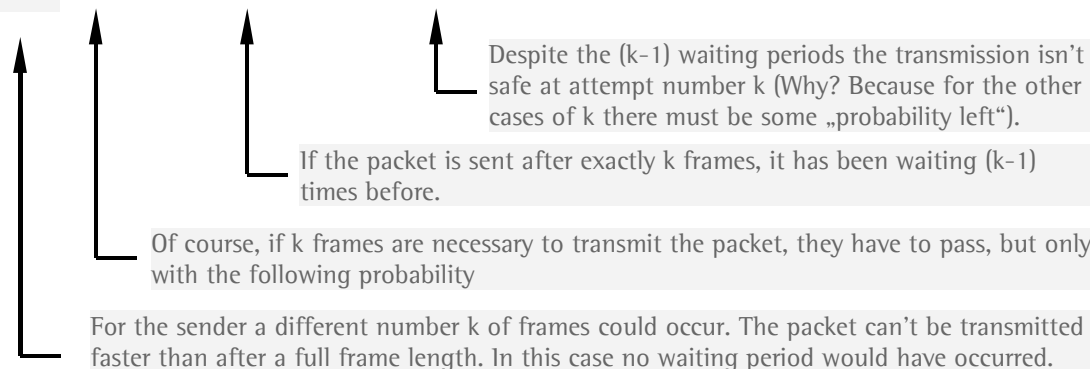 Despite the (k-1) waiting periods the transmission isn't
safe at attempt number k (Why? Because for the other
cases of k there must be some „probability left“).
If the packet is sent after exactly k frames, it has been waiting (k-1)
times before.
Of course, if k frames are necessary to transmit the packet, they have to pass, but only
with the following probability
For the sender a different number k of frames could occur. The packet can't be transmitted
faster than after a full frame length. In this case no waiting period would have occurred.